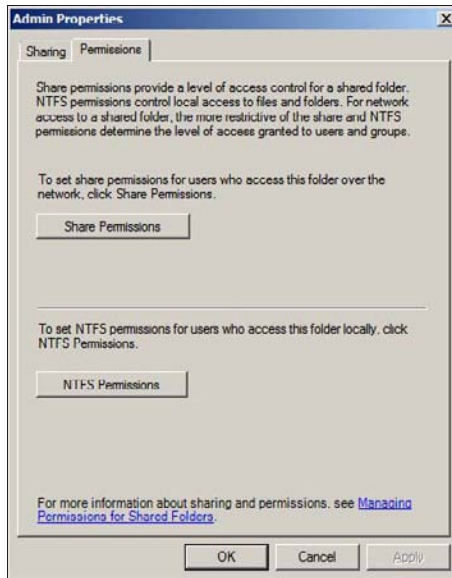 Admin Properties
X
Sharing
Permissions
Share permissions provide a level of access control for a shared folder.
NTFS permissions control local access to files and folders. For network
access to a shared folder, the more restrictive of the share and NTFS
permissions determine the level of access granted to users and groups.
To set share permissions for users who access this folder over the
network, click Share Permissions.
Share Permissions
To set NTFS permissions for users who access this folder locally, click
NTFS Permissions.
NTFS Permissions
For more information about sharing and permissions, see Managing
Permissions for Shared Folders.
OK
Cancel
Apply